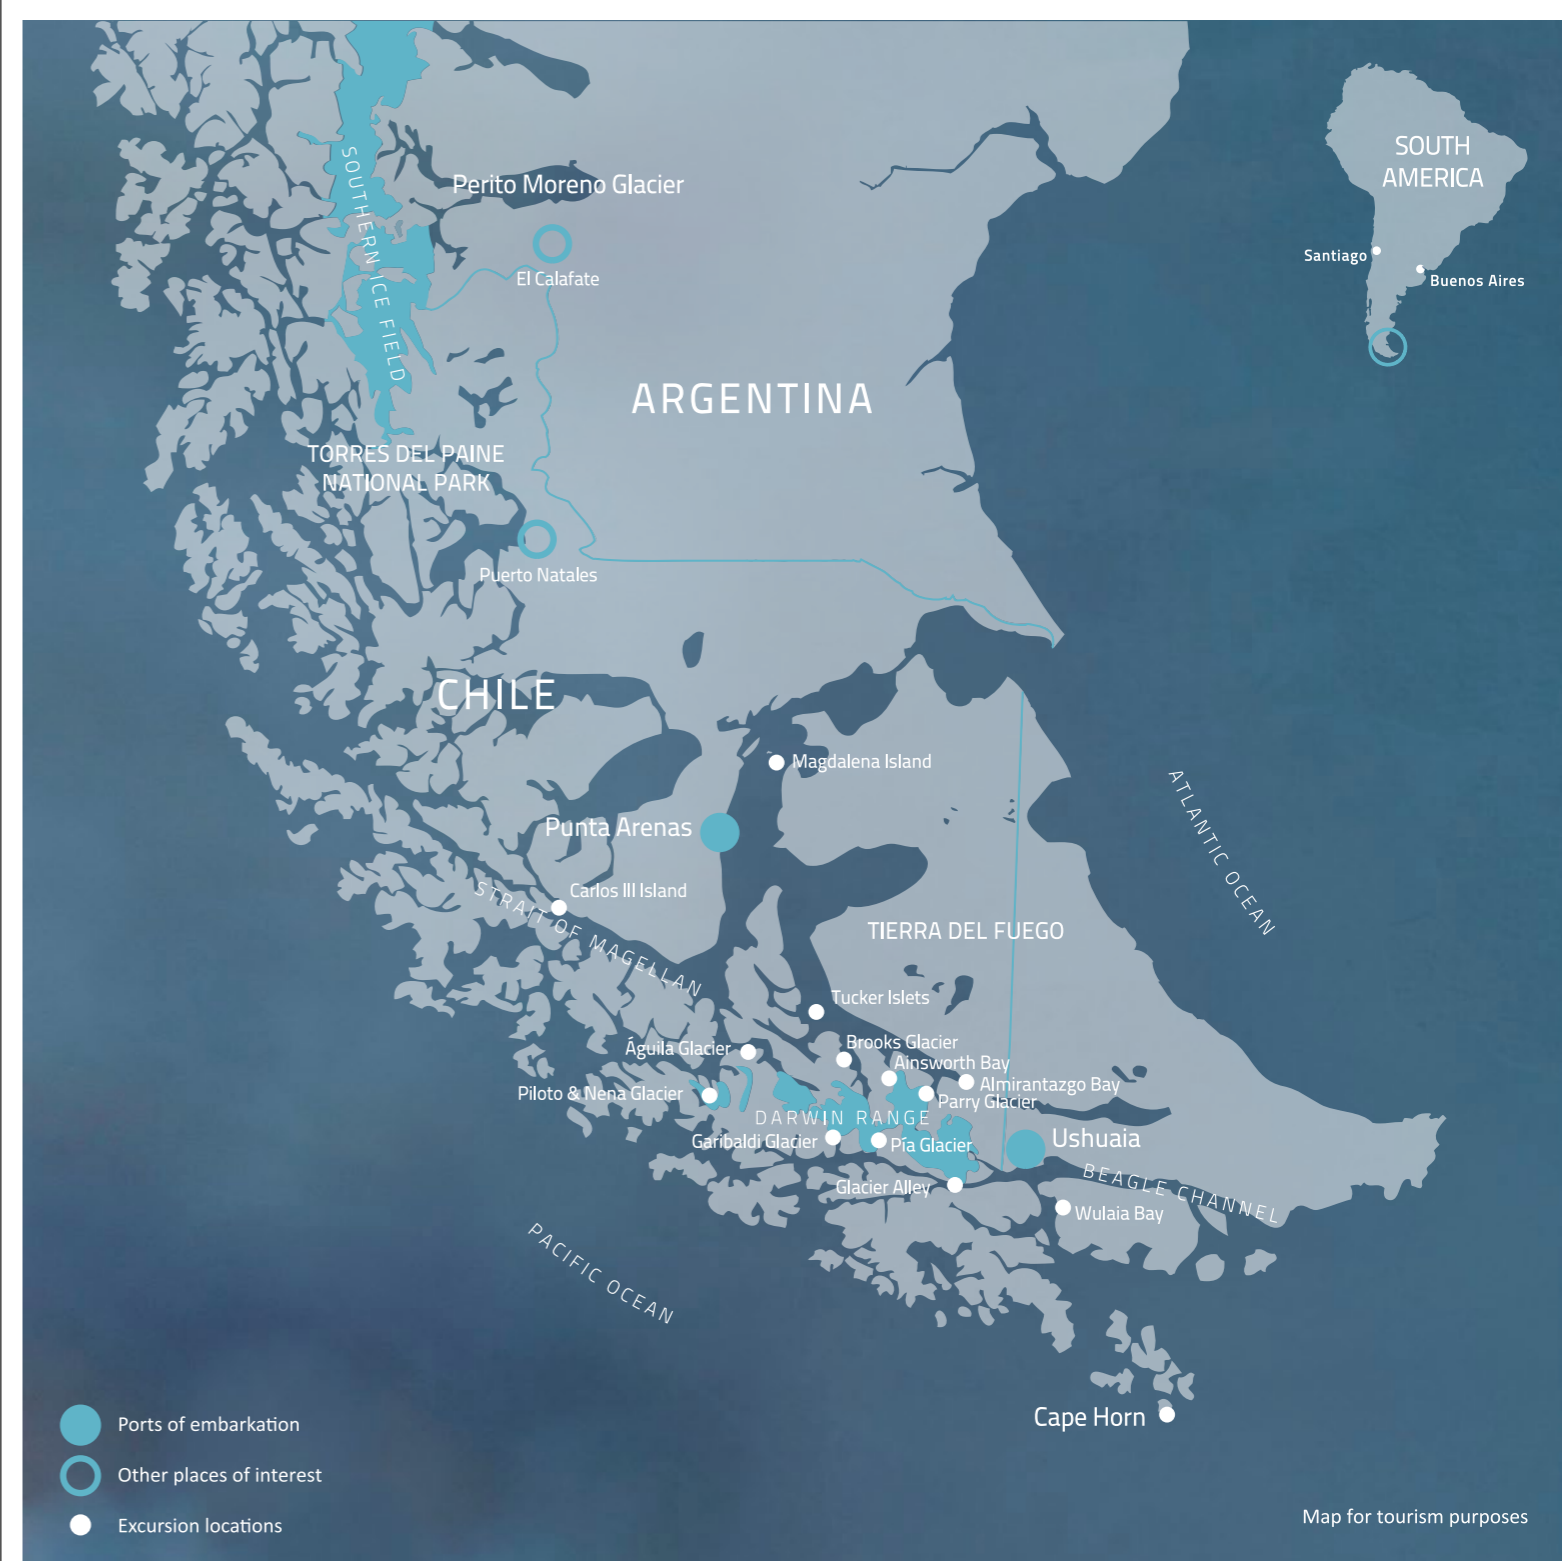 SOUTH
AMERICA
Santiago
Buenos Aires
SOUTHERN ICE FIELD
Perito Moreno Glacier
El Calafate
ARGENTINA
TORRES DEL PAINE
NATIONAL PARK
Puerto Natales
CHILE
Magdalena Island
ATLANTIC OCEAN
Punta Arenas
Carlos III Island
STRAIT OF MAGELLAN
TIERRA DEL FUEGO
Tucker Islets
Águila Glacier
Brooks Glacier
Ainsworth Bay
Almirantazgo Bay
Piloto & Nena Glacier
Parry Glacier
DARWIN RANGE
Garibaldi Glacier
Pía Glacier
Ushuaia
Glacier Alley
BEAGLE CHANNEL
Wulaia Bay
PACIFIC OCEAN
Cape Horn
Ports of embarkation
Other places of interest
Excursion locations
Map for tourism purposes